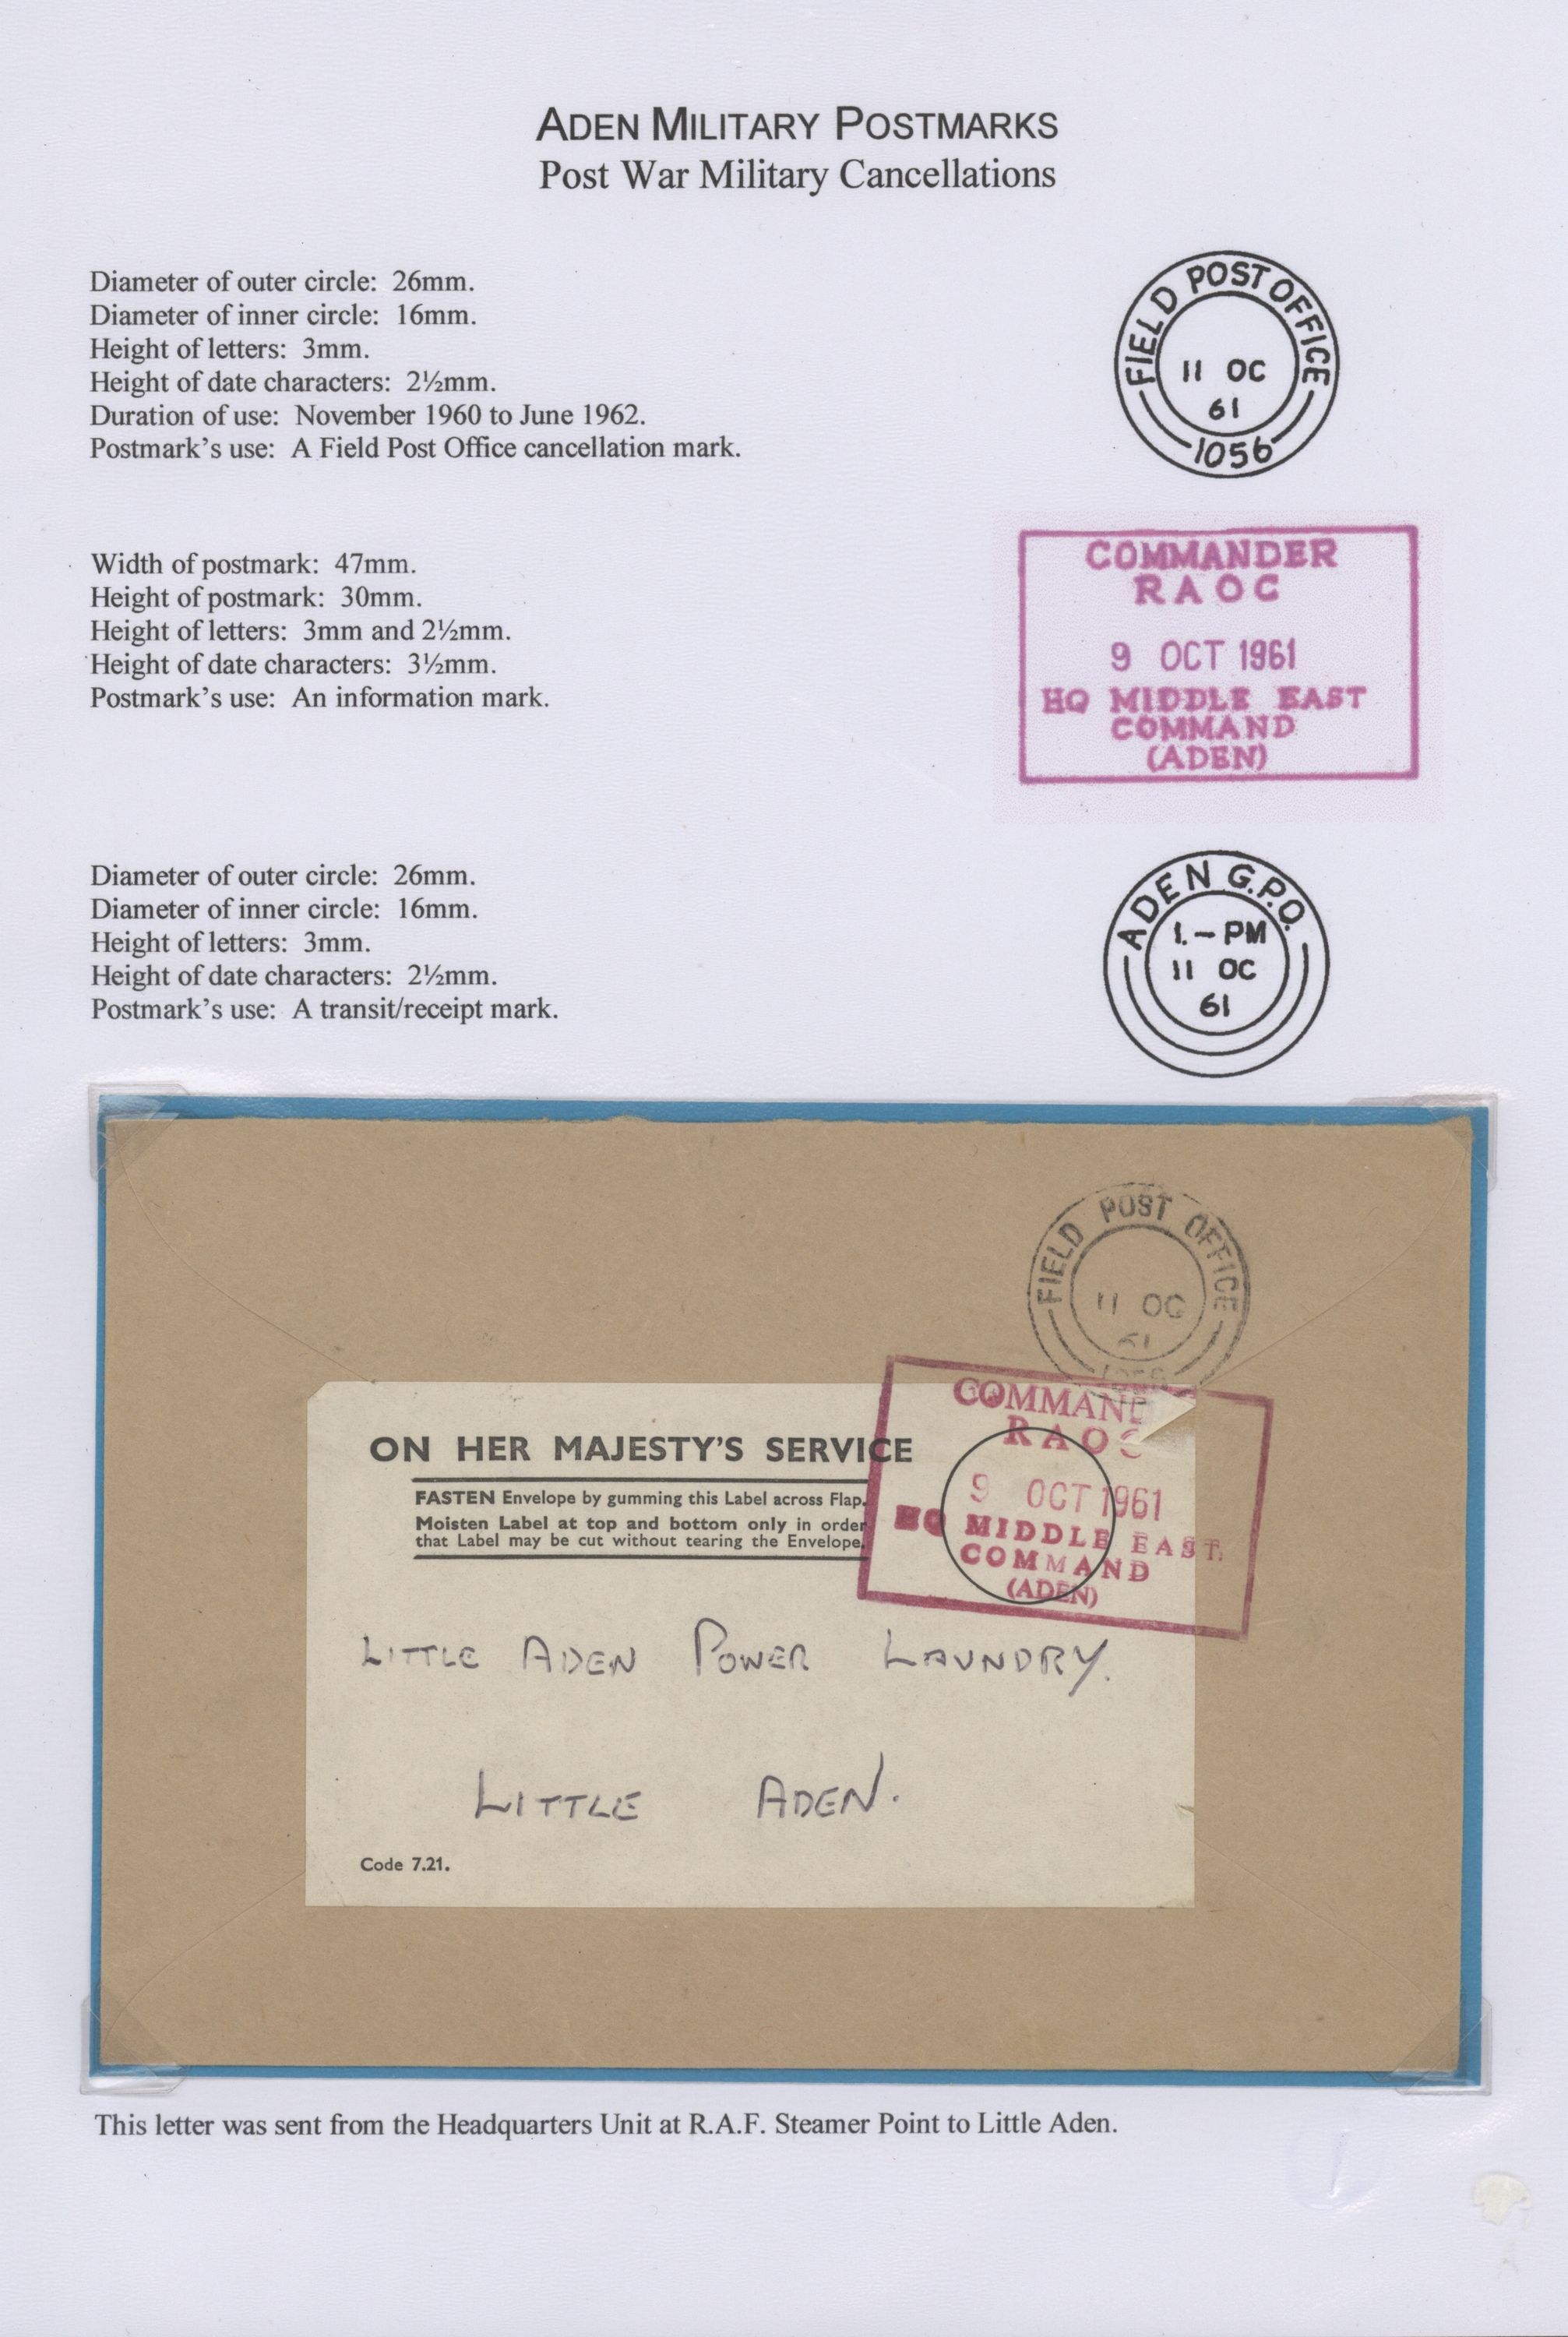 ADEN MILITARY POSTMARKS
Post War Military Cancellations
Diameter of outer circle: 26mm.
Diameter of inner circle: 16mm.
Height of letters: 3mm.
Height of date characters: 2½mm.
Duration of use: November 1960 to June 1962.
Postmark's use: A Field Post Office cancellation mark.
FIELD POST OFFICE
11 OC
61
1056
Width of postmark: 47mm.
Height of postmark: 30mm.
Height of letters: 3mm and 2½mm.
Height of date characters: 3½mm.
Postmark's use: An information mark.
COMMANDER
RAOC
9 OCT 1961
HQ MIDDLE EAST
COMMAND
(ADEN)
Diameter of outer circle: 26mm.
Diameter of inner circle: 16mm.
Height of letters: 3mm.
Height of date characters: 2½mm.
Postmark's use: A transit/receipt mark.
ADEN G.P.O.
1.-PM
11 OC
61
FIELD POST OFFICE
11 OC
61
1056
COMMAND
RAOC
9 OCT 1961
HQ MIDDLE EAST
COMMAND
(ADEN)
ON HER MAJESTY'S SERVICE
FASTEN Envelope by gumming this Label across Flap.
Moisten Label at top and bottom only in order
that Label may be cut without tearing the Envelope.
LITTLE ADEN POWER LAUNDRY.
LITTLE ADEN.
Code 7.21.
This letter was sent from the Headquarters Unit at R.A.F. Steamer Point to Little Aden.